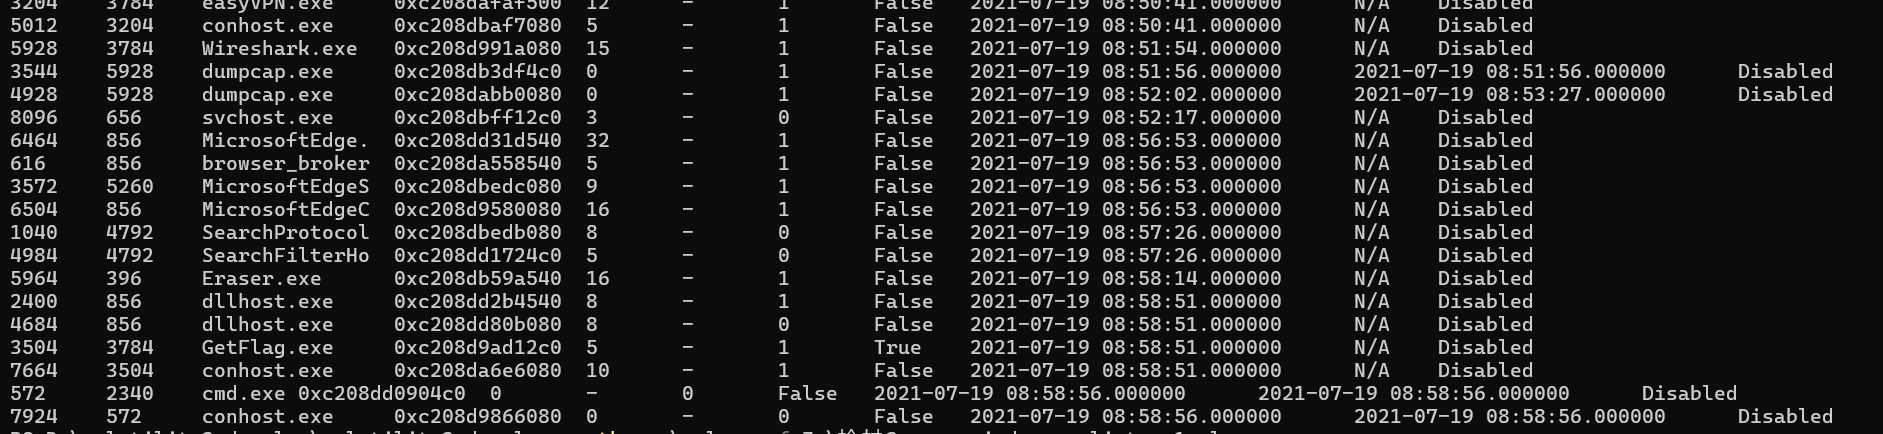 3204 3784 easyVPN.exe 0xc208dafaf500 12 - 1 False 2021-07-19 08:50:41.000000 N/A Disabled
5012 3204 conhost.exe 0xc208dbaf7080 5 - 1 False 2021-07-19 08:50:41.000000 N/A Disabled
5928 3784 Wireshark.exe 0xc208d991a080 15 - 1 False 2021-07-19 08:51:54.000000 N/A Disabled
3544 5928 dumpcap.exe 0xc208db3df4c0 0 - 1 False 2021-07-19 08:51:56.000000 2021-07-19 08:51:56.000000 Disabled
4928 5928 dumpcap.exe 0xc208dabb0080 0 - 1 False 2021-07-19 08:52:02.000000 2021-07-19 08:53:27.000000 Disabled
8096 656 svchost.exe 0xc208dbff12c0 3 - 0 False 2021-07-19 08:52:17.000000 N/A Disabled
6464 856 MicrosoftEdge. 0xc208dd31d540 32 - 1 False 2021-07-19 08:56:53.000000 N/A Disabled
616 856 browser_broker 0xc208da558540 5 - 1 False 2021-07-19 08:56:53.000000 N/A Disabled
3572 5260 MicrosoftEdgeS 0xc208dbedc080 9 - 1 False 2021-07-19 08:56:53.000000 N/A Disabled
6504 856 MicrosoftEdgeC 0xc208d9580080 16 - 1 False 2021-07-19 08:56:53.000000 N/A Disabled
1040 4792 SearchProtocol 0xc208dbedb080 8 - 0 False 2021-07-19 08:57:26.000000 N/A Disabled
4984 4792 SearchFilterHo 0xc208dd1724c0 5 - 0 False 2021-07-19 08:57:26.000000 N/A Disabled
5964 396 Eraser.exe 0xc208db59a540 16 - 1 False 2021-07-19 08:58:14.000000 N/A Disabled
2400 856 dllhost.exe 0xc208dd2b4540 8 - 1 False 2021-07-19 08:58:51.000000 N/A Disabled
4684 856 dllhost.exe 0xc208dd80b080 8 - 0 False 2021-07-19 08:58:51.000000 N/A Disabled
3504 3784 GetFlag.exe 0xc208d9ad12c0 5 - 1 True 2021-07-19 08:58:51.000000 N/A Disabled
7664 3504 conhost.exe 0xc208da6e6080 10 - 1 False 2021-07-19 08:58:51.000000 N/A Disabled
572 2340 cmd.exe 0xc208dd0904c0 0 - 0 False 2021-07-19 08:58:56.000000 2021-07-19 08:58:56.000000 Disabled
7924 572 conhost.exe 0xc208d9866080 0 - 0 False 2021-07-19 08:58:56.000000 2021-07-19 08:58:56.000000 Disabled